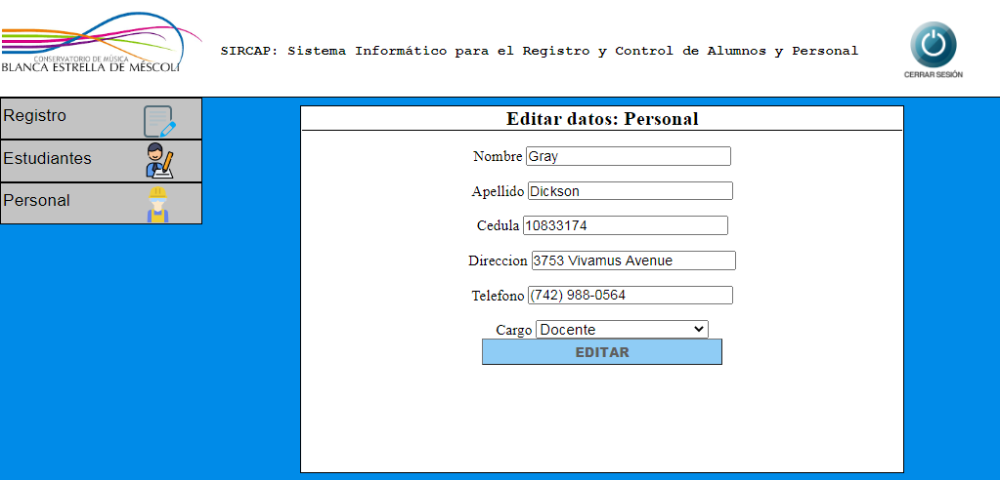 CONSERVATORIO DE MÚSICA
BLANCA ESTRELLA DE MÉSCOLI
SIRCAP: Sistema Informático para el Registro y Control de Alumnos y Personal
CERRAR SESIÓN
Registro
Estudiantes
Personal
Editar datos: Personal
Nombre Gray
Apellido Dickson
Cedula 10833174
Direccion 3753 Vivamus Avenue
Telefono (742) 988-0564
Cargo Docente
EDITAR